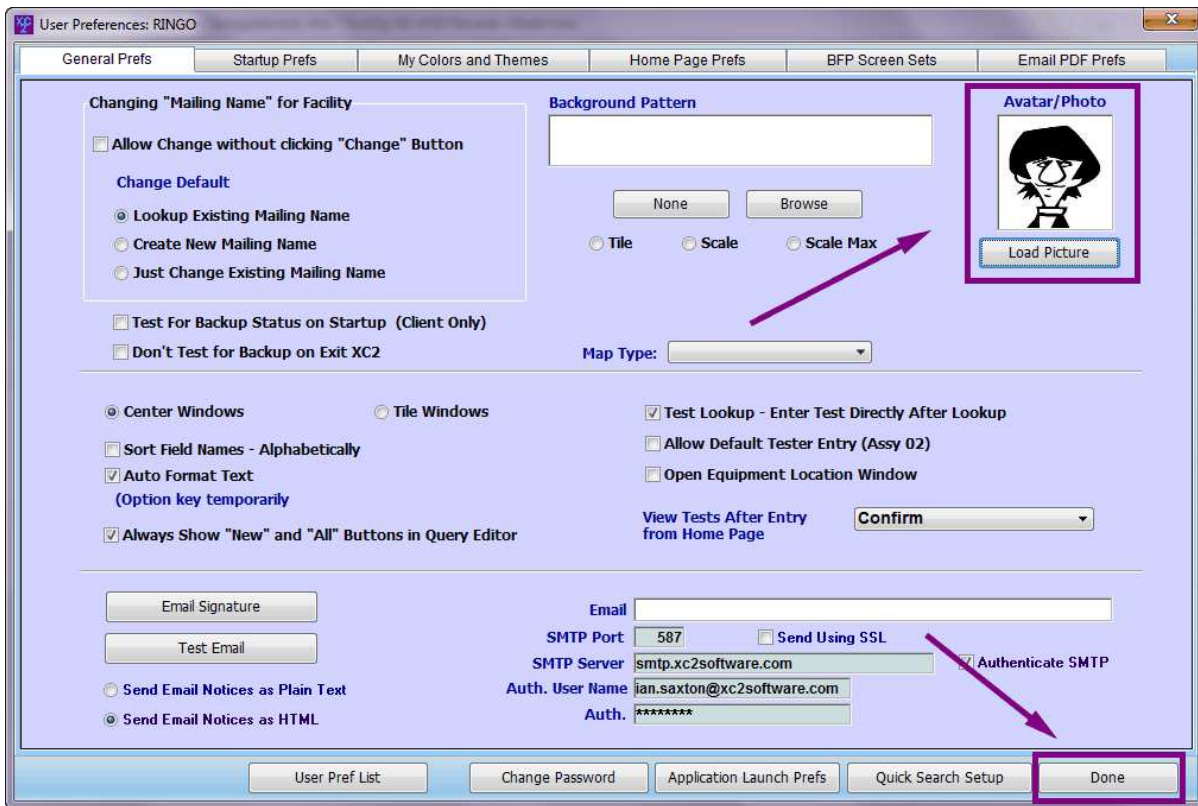 User Preferences: RINGO
General Prefs
Startup Prefs
My Colors and Themes
Home Page Prefs
BFP Screen Sets
Email PDF Prefs
Changing "Mailing Name" for Facility
Allow Change without clicking "Change" Button
Change Default
Lookup Existing Mailing Name
Create New Mailing Name
Just Change Existing Mailing Name
Test For Backup Status on Startup (Client Only)
Don't Test for Backup on Exit XC2
Background Pattern
None
Browse
Tile
Scale
Scale Max
Map Type:
Avatar/Photo
Load Picture
Center Windows
Tile Windows
Sort Field Names - Alphabetically
Auto Format Text
(Option key temporarily
Always Show "New" and "All" Buttons in Query Editor
Test Lookup - Enter Test Directly After Lookup
Allow Default Tester Entry (Assy 02)
Open Equipment Location Window
View Tests After Entry
from Home Page
Confirm
Email Signature
Test Email
Send Email Notices as Plain Text
Send Email Notices as HTML
Email
SMTP Port 587
Send Using SSL
SMTP Server smtp.xc2software.com
Authenticate SMTP
Auth. User Name ian.saxton@xc2software.com
Auth. ********
User Pref List
Change Password
Application Launch Prefs
Quick Search Setup
Done